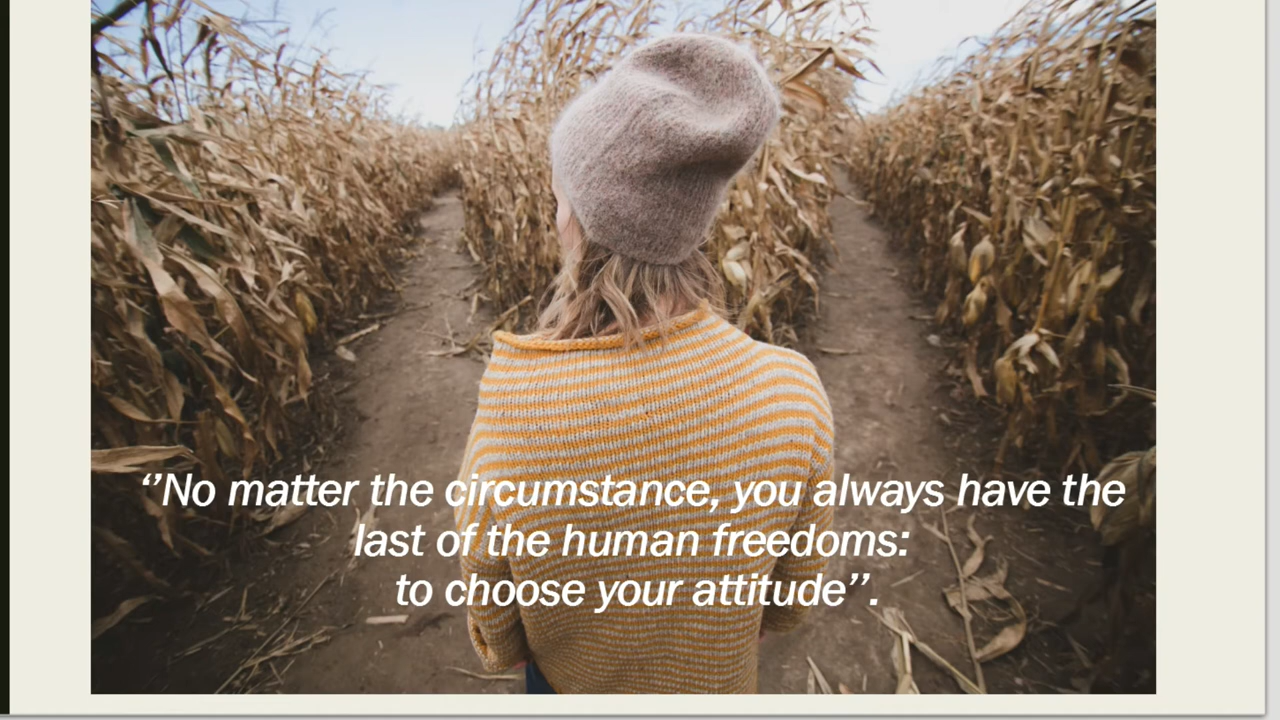 ‘’No matter the circumstance, you always have the
last of the human freedoms:
to choose your attitude’’.